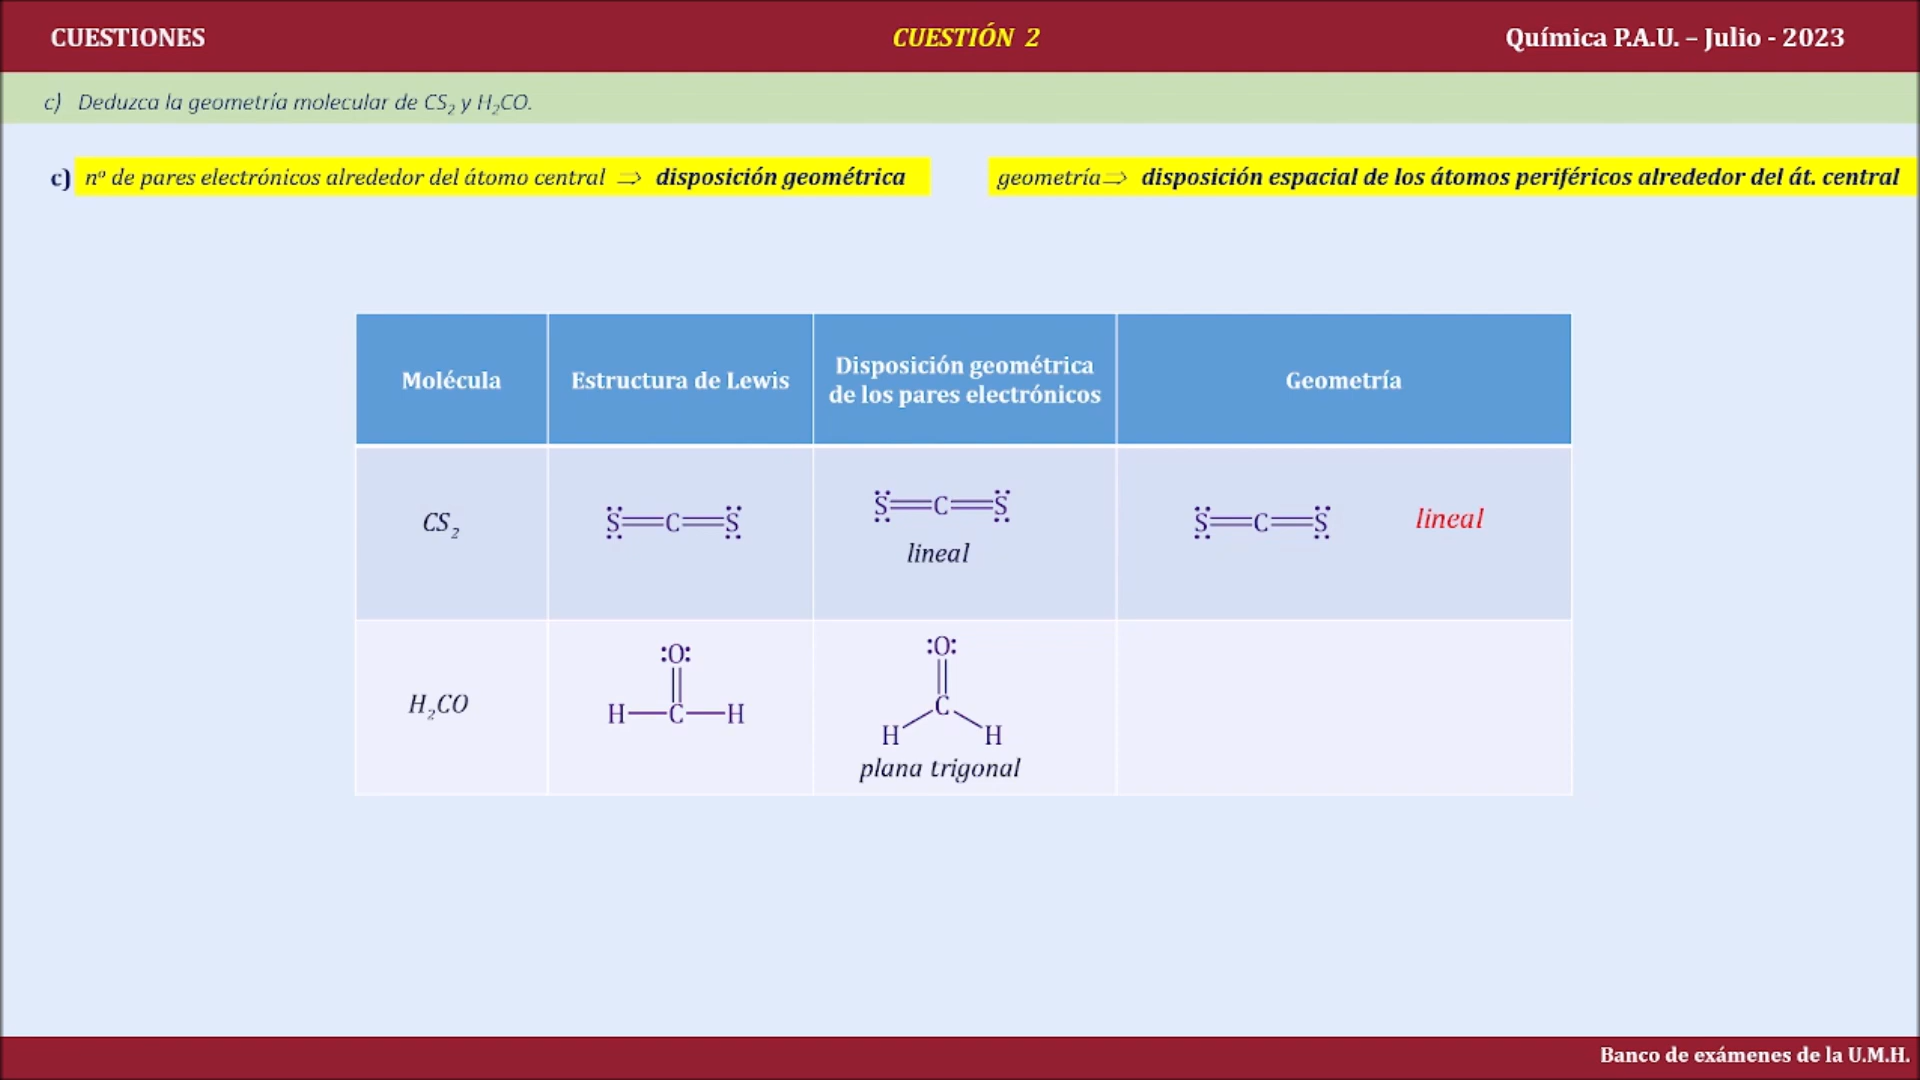 CUESTIONES
CUESTIÓN 2
Química P.A.U. – Julio - 2023
c) Deduzca la geometría molecular de CS₂ y H₂CO.
c) nº de pares electrónicos alrededor del átomo central ⇒ disposición geométrica
geometría⇒ disposición espacial de los átomos periféricos alrededor del át. central
Molécula
Estructura de Lewis
Disposición geométrica
de los pares electrónicos
Geometría
CS₂
S=C=S
S=C=S
lineal
S=C=S
lineal
H₂CO
:O:
H—C—H
:O:
C
H H
plana trigonal
Banco de exámenes de la U.M.H.